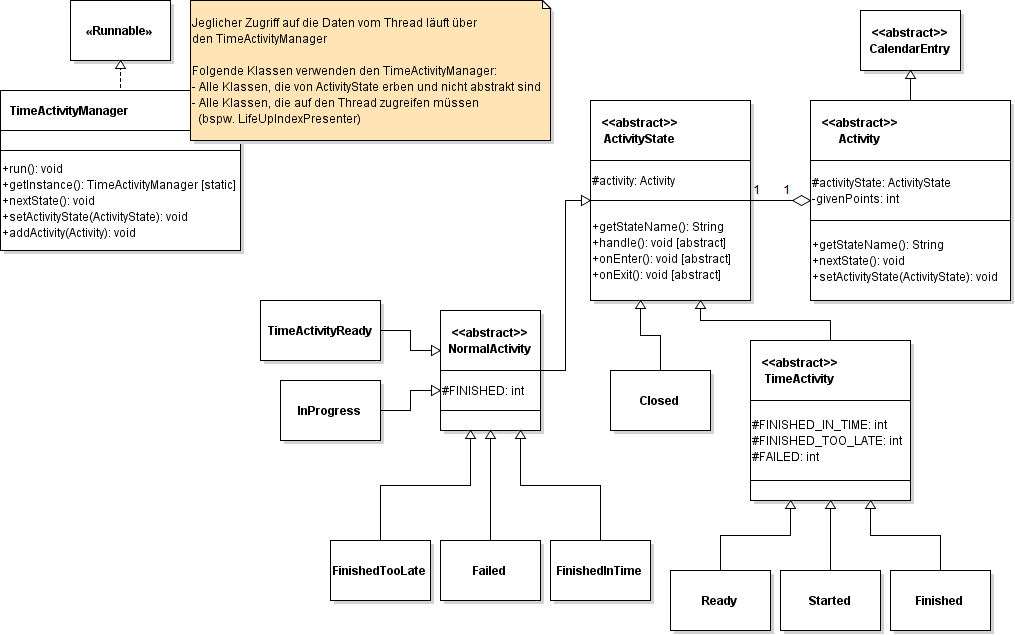 «Runnable»
TimeActivityManager
+run(): void
+getInstance(): TimeActivityManager [static]
+nextState(): void
+setActivityState(ActivityState): void
+addActivity(Activity): void
Jeglicher Zugriff auf die Daten vom Thread läuft über
den TimeActivityManager
Folgende Klassen verwenden den TimeActivityManager:
- Alle Klassen, die von ActivityState erben und nicht abstrakt sind
- Alle Klassen, die auf den Thread zugreifen müssen
(bspw. LifeUpIndexPresenter)
<<abstract>>
CalendarEntry
<<abstract>>
ActivityState
#activity: Activity
+getStateName(): String
+handle(): void [abstract]
+onEnter(): void [abstract]
+onExit(): void [abstract]
1
1
<<abstract>>
Activity
#activityState: ActivityState
-givenPoints: int
+getStateName(): String
+nextState(): void
+setActivityState(ActivityState): void
TimeActivityReady
InProgress
<<abstract>>
NormalActivity
#FINISHED: int
Closed
<<abstract>>
TimeActivity
#FINISHED_IN_TIME: int
#FINISHED_TOO_LATE: int
#FAILED: int
FinishedTooLate
Failed
FinishedInTime
Ready
Started
Finished